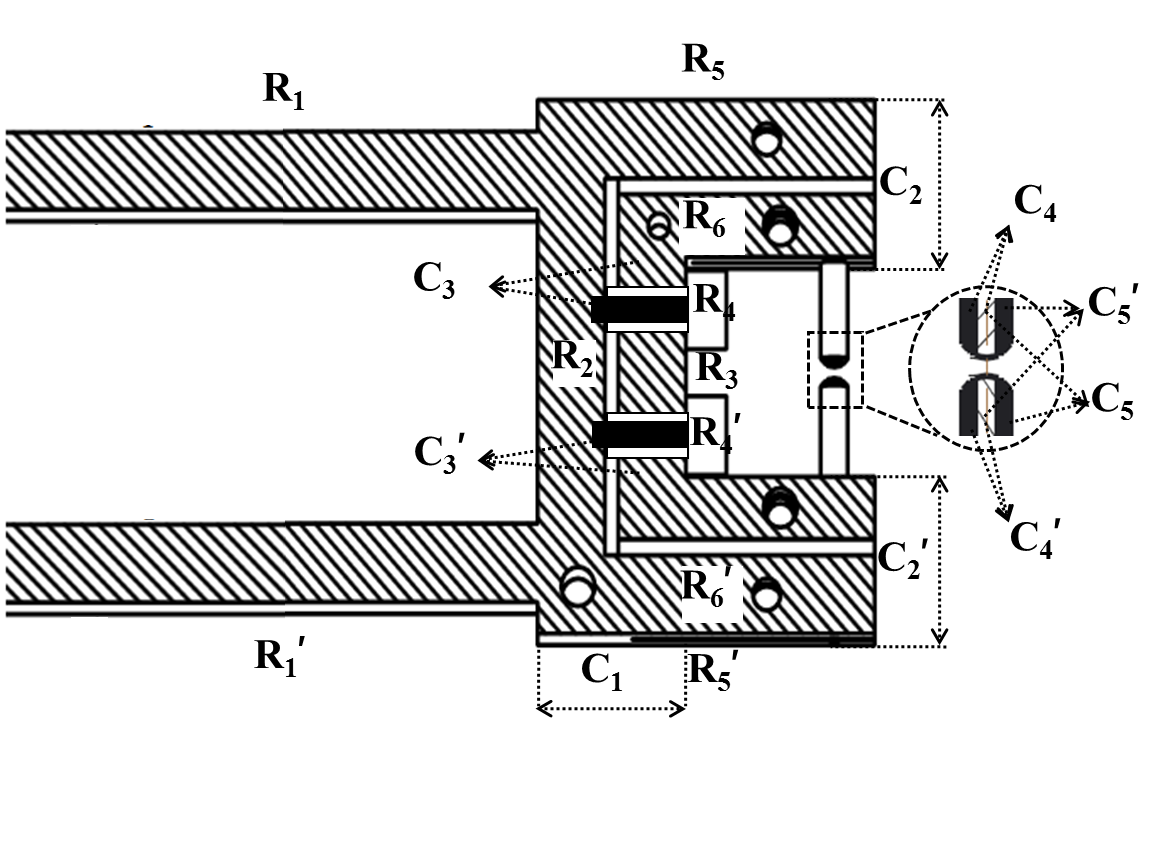 R₅
R₁
C₂
C₄
R₆
C₃
R₄
C₅′
R₂
R₃
C₅
R₄′
C₃′
C₄′
C₂′
R₆′
R₁′
C₁
R₅′